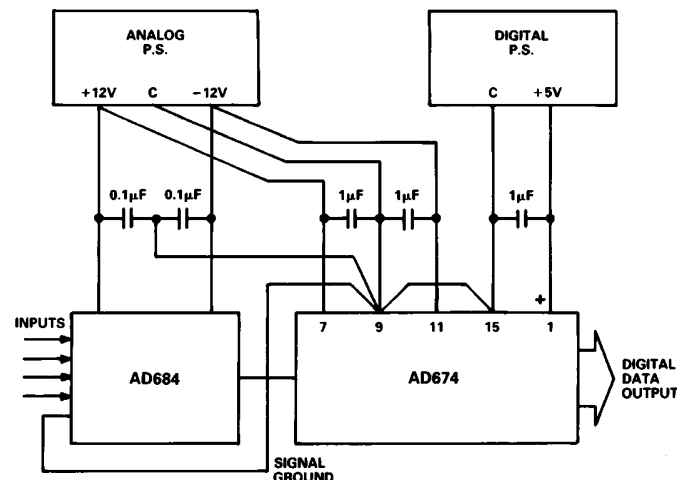 ANALOG
P.S.
DIGITAL
P.S.
+12V C -12V
C +5V
0.1µF 0.1µF 1µF 1µF 1µF
+
INPUTS
7 9 11 15 1
AD684
AD674
DIGITAL
DATA
OUTPUT
SIGNAL
GROUND